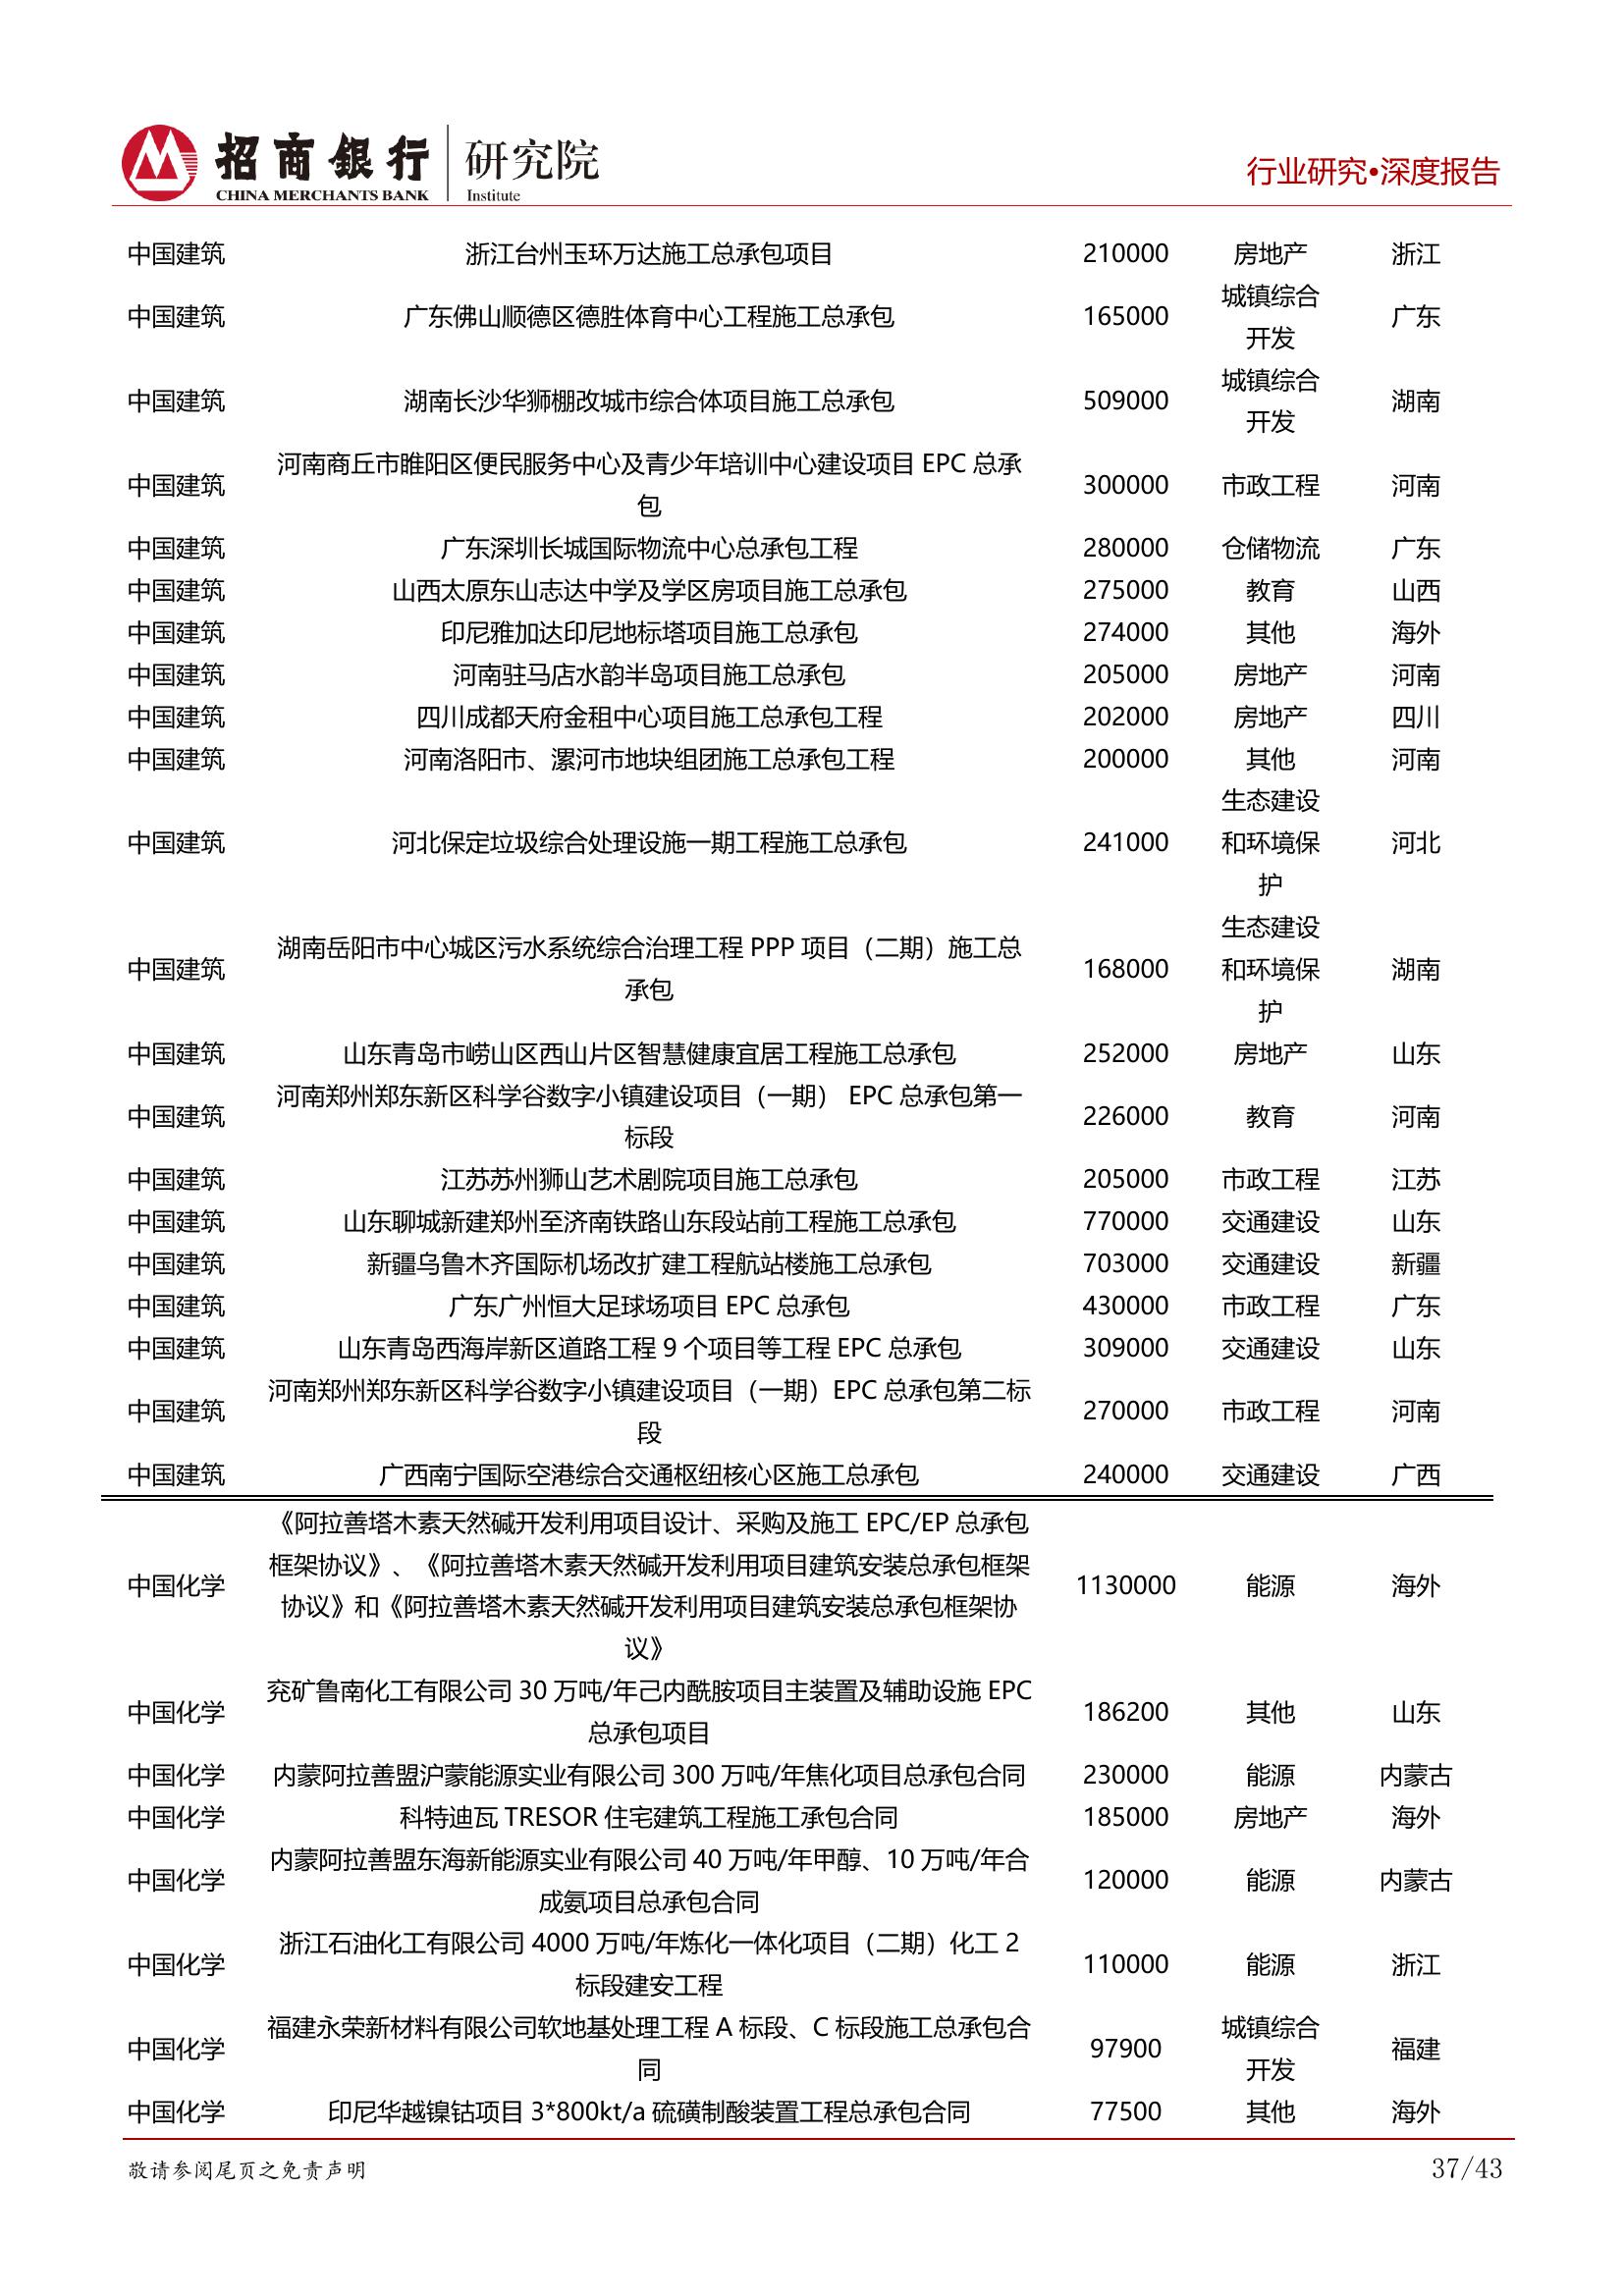 招商銀行 研究院
CHINA MERCHANTS BANK Institute
行业研究•深度报告
中国建筑 浙江台州玉环万达施工总承包项目 210000 房地产 浙江
中国建筑 广东佛山顺德区德胜体育中心工程施工总承包 165000 城镇综合
开发 广东
中国建筑 湖南长沙华狮棚改城市综合体项目施工总承包 509000 城镇综合
开发 湖南
中国建筑 河南商丘市睢阳区便民服务中心及青少年培训中心建设项目 EPC 总承
包 300000 市政工程 河南
中国建筑 广东深圳长城国际物流中心总承包工程 280000 仓储物流 广东
中国建筑 山西太原东山志达中学及学区房项目施工总承包 275000 教育 山西
中国建筑 印尼雅加达印尼地标塔项目施工总承包 274000 其他 海外
中国建筑 河南驻马店水韵半岛项目施工总承包 205000 房地产 河南
中国建筑 四川成都天府金租中心项目施工总承包工程 202000 房地产 四川
中国建筑 河南洛阳市、漯河市地块组团施工总承包工程 200000 其他 河南
中国建筑 河北保定垃圾综合处理设施一期工程施工总承包 241000 生态建设
和环境保
护 河北
中国建筑 湖南岳阳市中心城区污水系统综合治理工程 PPP 项目（二期）施工总
承包 168000 生态建设
和环境保
护 湖南
中国建筑 山东青岛市崂山区西山片区智慧健康宜居工程施工总承包 252000 房地产 山东
中国建筑 河南郑州郑东新区科学谷数字小镇建设项目（一期） EPC 总承包第一
标段 226000 教育 河南
中国建筑 江苏苏州狮山艺术剧院项目施工总承包 205000 市政工程 江苏
中国建筑 山东聊城新建郑州至济南铁路山东段站前工程施工总承包 770000 交通建设 山东
中国建筑 新疆乌鲁木齐国际机场改扩建工程航站楼施工总承包 703000 交通建设 新疆
中国建筑 广东广州恒大足球场项目 EPC 总承包 430000 市政工程 广东
中国建筑 山东青岛西海岸新区道路工程 9 个项目等工程 EPC 总承包 309000 交通建设 山东
中国建筑 河南郑州郑东新区科学谷数字小镇建设项目（一期）EPC 总承包第二标
段 270000 市政工程 河南
中国建筑 广西南宁国际空港综合交通枢纽核心区施工总承包 240000 交通建设 广西
中国化学 《阿拉善塔木素天然碱开发利用项目设计、采购及施工 EPC/EP 总承包
框架协议》、《阿拉善塔木素天然碱开发利用项目建筑安装总承包框架
协议》和《阿拉善塔木素天然碱开发利用项目建筑安装总承包框架协
议》 1130000 能源 海外
中国化学 兖矿鲁南化工有限公司 30 万吨/年己内酰胺项目主装置及辅助设施 EPC
总承包项目 186200 其他 山东
中国化学 内蒙阿拉善盟沪蒙能源实业有限公司 300 万吨/年焦化项目总承包合同 230000 能源 内蒙古
中国化学 科特迪瓦 TRESOR 住宅建筑工程施工承包合同 185000 房地产 海外
中国化学 内蒙阿拉善盟东海新能源实业有限公司 40 万吨/年甲醇、10 万吨/年合
成氨项目总承包合同 120000 能源 内蒙古
中国化学 浙江石油化工有限公司 4000 万吨/年炼化一体化项目（二期）化工 2
标段建安工程 110000 能源 浙江
中国化学 福建永荣新材料有限公司软地基处理工程 A 标段、C 标段施工总承包合
同 97900 城镇综合
开发 福建
中国化学 印尼华越镍钴项目 3*800kt/a 硫磺制酸装置工程总承包合同 77500 其他 海外
敬请参阅尾页之免责声明 37/43